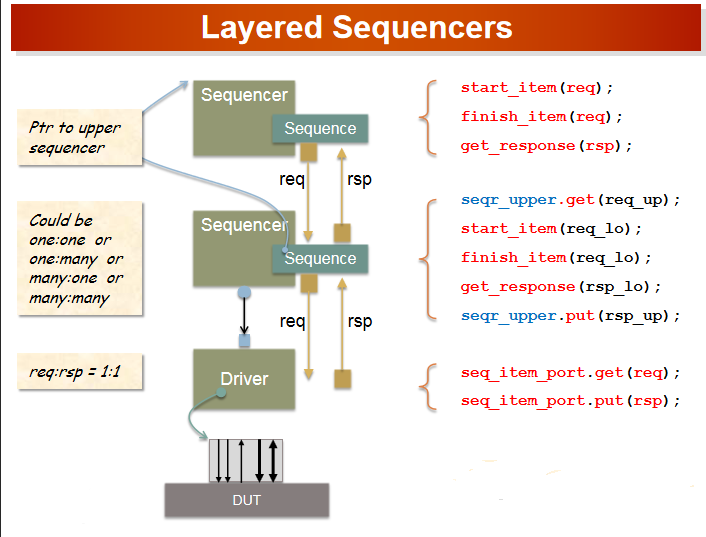 Layered Sequencers
Ptr to upper
sequencer
Could be
one:one or
one:many or
many:one or
many:many
req:rsp = 1:1
Sequencer
Sequence
req
rsp
Sequencer
Sequence
req
rsp
Driver
DUT
start_item(req);
finish_item(req);
get_response(rsp);
seqr_upper.get(req_up);
start_item(req_lo);
finish_item(req_lo);
get_response(rsp_lo);
seqr_upper.put(rsp_up);
seq_item_port.get(req);
seq_item_port.put(rsp);